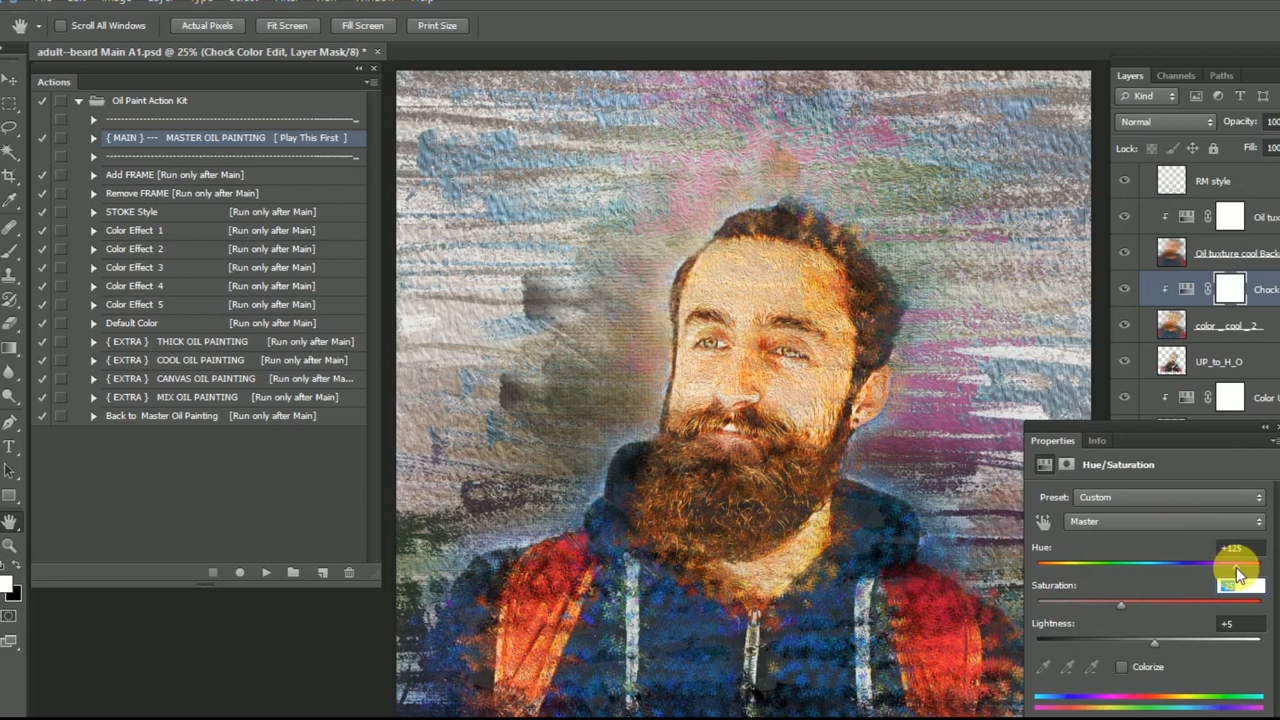 Scroll All Windows Actual Pixels Fit Screen Fill Screen Print Size
adult--beard Main A1.psd @ 25% (Chock Color Edit, Layer Mask/8) *
Actions
Oil Paint Action Kit
{ MAIN } --- MASTER OIL PAINTING [ Play This First ]
Add FRAME [Run only after Main]
Remove FRAME [Run only after Main]
STOKE Style [Run only after Main]
Color Effect 1 [Run only after Main]
Color Effect 2 [Run only after Main]
Color Effect 3 [Run only after Main]
Color Effect 4 [Run only after Main]
Color Effect 5 [Run only after Main]
Default Color [Run only after Main]
{ EXTRA } THICK OIL PAINTING [Run only after Main]
{ EXTRA } COOL OIL PAINTING [Run only after Main]
{ EXTRA } CANVAS OIL PAINTING [Run only after Ma...
{ EXTRA } MIX OIL PAINTING [Run only after Main]
Back to Master Oil Painting [Run only after Main]
Layers Channels Paths
Kind
Normal Opacity: 100
Lock: Fill: 100
RM style
Oil tux
Oil tuxture cool Back
Chock
color _ cool _ 2
UP_to_H_O
Color U
Properties Info
Hue/Saturation
Preset: Custom
Master
Hue: +125
Saturation:
Lightness: +5
Colorize